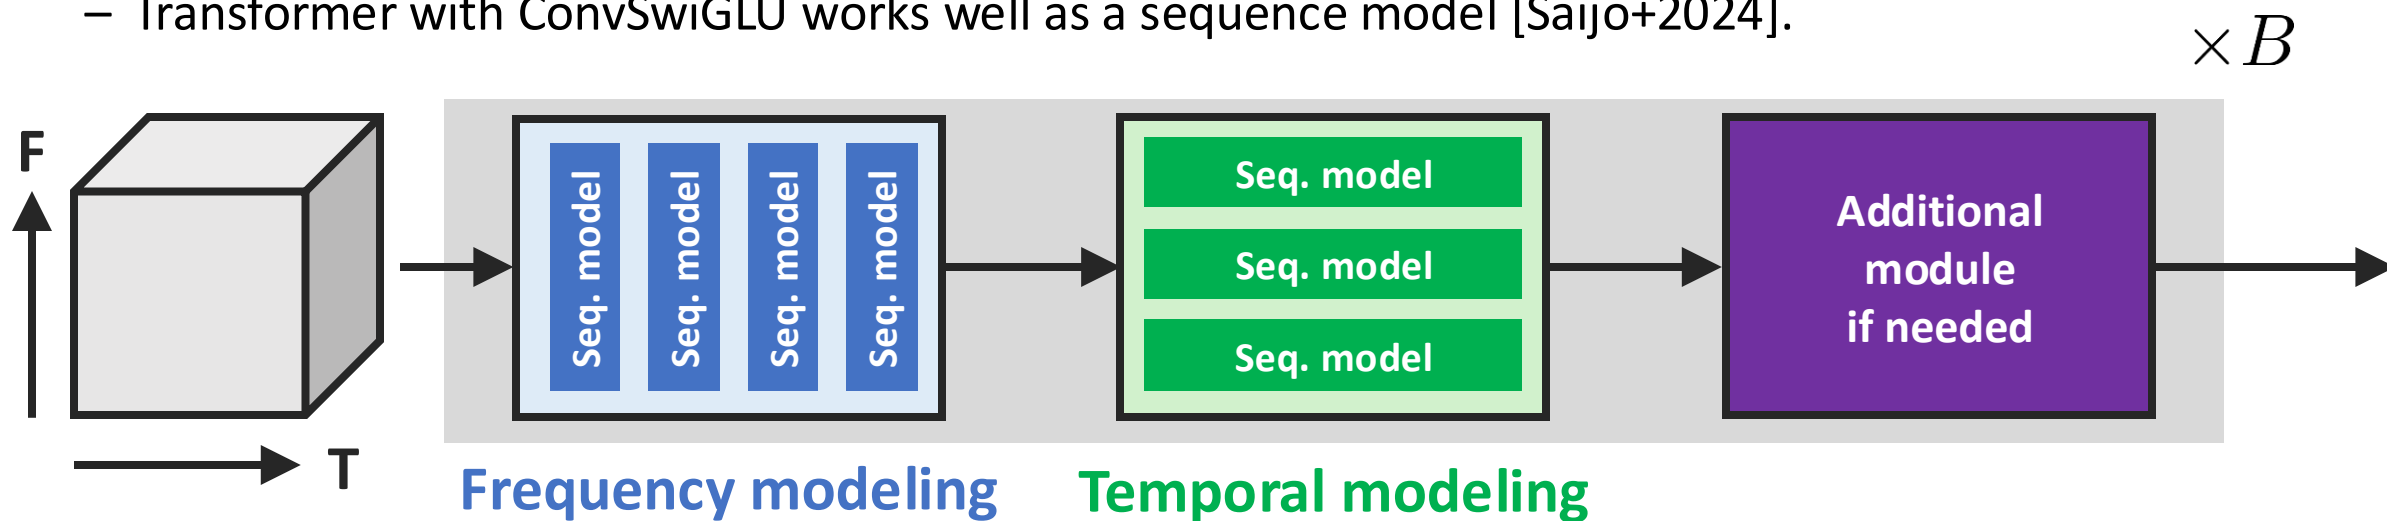 – Transformer with ConvSwiGLU works well as a sequence model [Saijo+2024].
×B
F
T
Seq. model
Seq. model
Seq. model
Seq. model
Frequency modeling
Seq. model
Seq. model
Seq. model
Temporal modeling
Additional
module
if needed